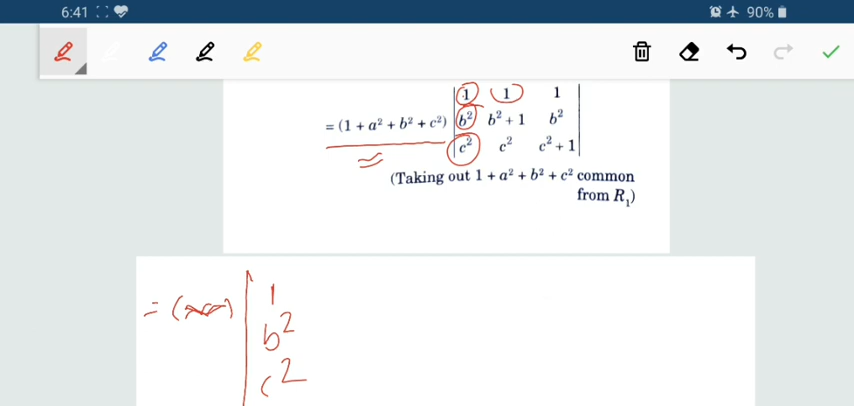 6:41 90%
1 1 1
= (1 + a² + b² + c²) b² b² + 1 b²
c² c² c² + 1
(Taking out 1 + a² + b² + c² common
from R₁)
1
= ( )
b²
c²